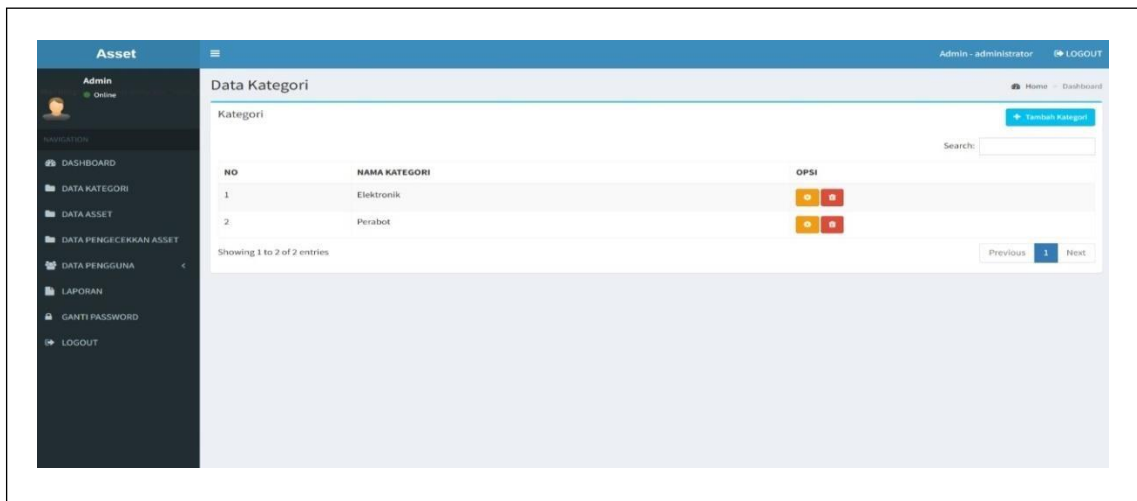 Asset
Admin - administrator LOGOUT
Admin
Online
NAVIGATION
DASHBOARD
DATA KATEGORI
DATA ASSET
DATA PENGECEKKAN ASSET
DATA PENGGUNA
LAPORAN
GANTI PASSWORD
LOGOUT
Data Kategori
Home > Dashboard
Kategori
Tambah Kategori
Search:
NO NAMA KATEGORI OPSI
1 Elektronik
2 Perabot
Showing 1 to 2 of 2 entries
Previous 1 Next